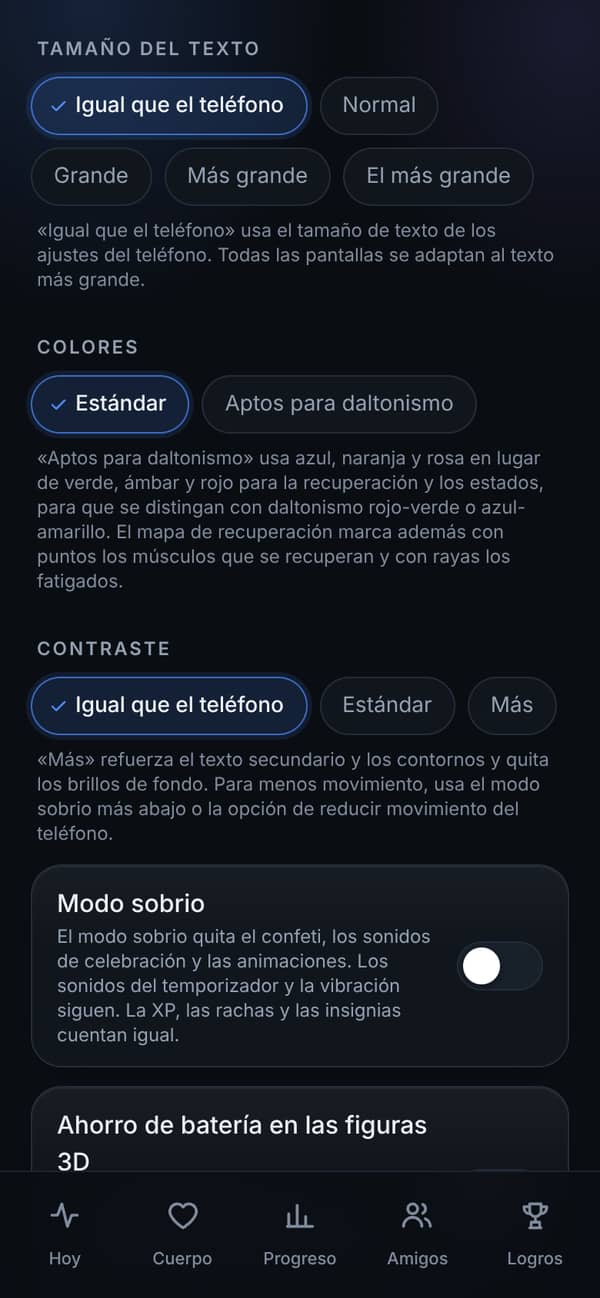 TAMAÑO DEL TEXTO
Igual que el teléfono
Normal
Grande
Más grande
El más grande
«Igual que el teléfono» usa el tamaño de texto de los
ajustes del teléfono. Todas las pantallas se adaptan al texto
más grande.
COLORES
Estándar
Aptos para daltonismo
«Aptos para daltonismo» usa azul, naranja y rosa en lugar
de verde, ámbar y rojo para la recuperación y los estados,
para que se distingan con daltonismo rojo-verde o azul-
amarillo. El mapa de recuperación marca además con
puntos los músculos que se recuperan y con rayas los
fatigados.
CONTRASTE
Igual que el teléfono
Estándar
Más
«Más» refuerza el texto secundario y los contornos y quita
los brillos de fondo. Para menos movimiento, usa el modo
sobrio más abajo o la opción de reducir movimiento del
teléfono.
Modo sobrio
El modo sobrio quita el confeti, los sonidos
de celebración y las animaciones. Los
sonidos del temporizador y la vibración
siguen. La XP, las rachas y las insignias
cuentan igual.
Ahorro de batería en las figuras
3D
Hoy
Cuerpo
Progreso
Amigos
Logros